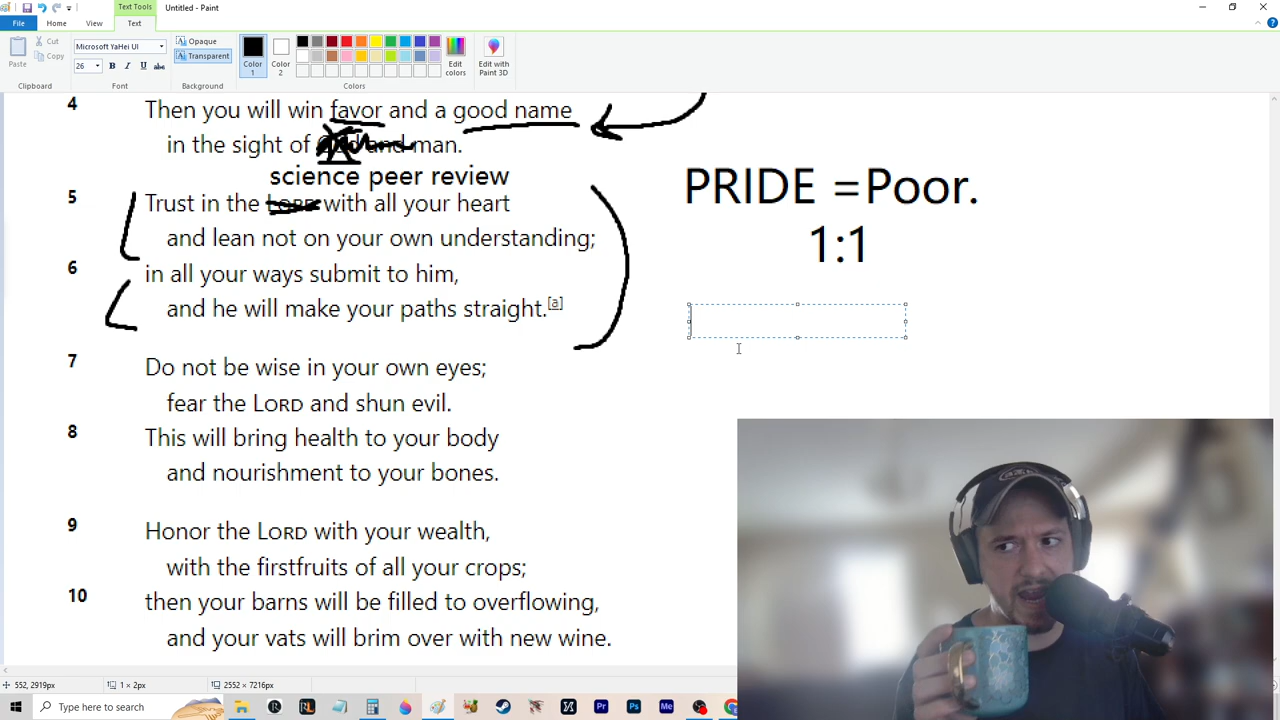 Text Tools
Untitled - Paint
File
Home
View
Text
Paste
Cut
Copy
Clipboard
Microsoft YaHei UI
26
B I U abc
Font
Opaque
Transparent
Background
Color 1
Color 2
Edit colors
Edit with Paint 3D
Colors
4 Then you will win favor and a good name
in the sight of God and man.
science peer review
5 Trust in the LORD with all your heart
and lean not on your own understanding;
6 in all your ways submit to him,
and he will make your paths straight.[a]
7 Do not be wise in your own eyes;
fear the LORD and shun evil.
8 This will bring health to your body
and nourishment to your bones.
9 Honor the LORD with your wealth,
with the firstfruits of all your crops;
10 then your barns will be filled to overflowing,
and your vats will brim over with new wine.
PRIDE =Poor.
1:1
552, 2919px
1 × 2px
2552 × 7216px
Type here to search
Pr
Ps
Me